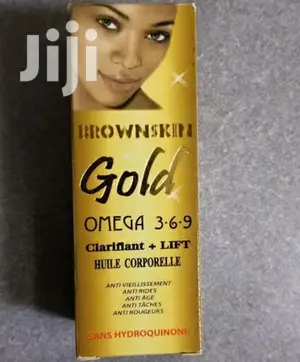 Jiji
BROWNSKIN
Gold
OMEGA 3·6·9
Clarifiant + LIFT
HUILE CORPORELLE
ANTI VIEILLISSEMENT
ANTI RIDES
ANTI ÂGE
ANTI TÂCHES
ANTI ROUGEURS
SANS HYDROQUINONE